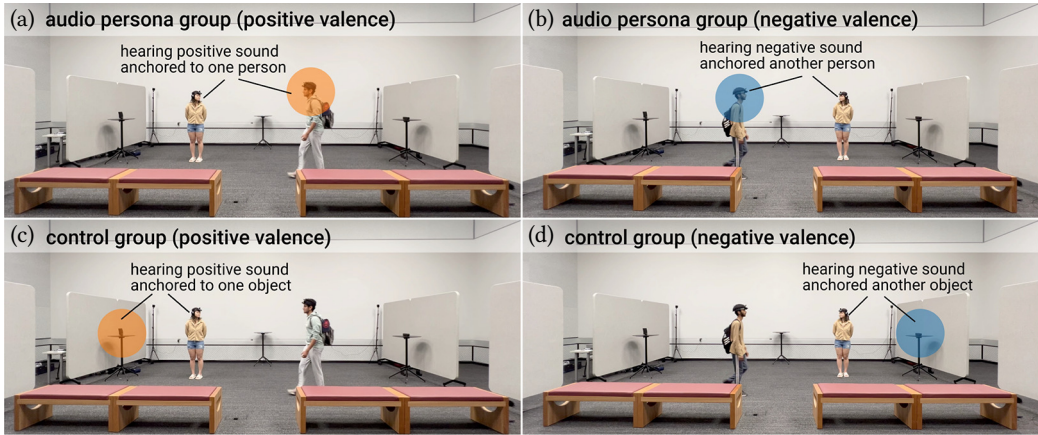 (a) audio persona group (positive valence)
hearing positive sound
anchored to one person
(b) audio persona group (negative valence)
hearing negative sound
anchored another person
(c) control group (positive valence)
hearing positive sound
anchored to one object
(d) control group (negative valence)
hearing negative sound
anchored another object